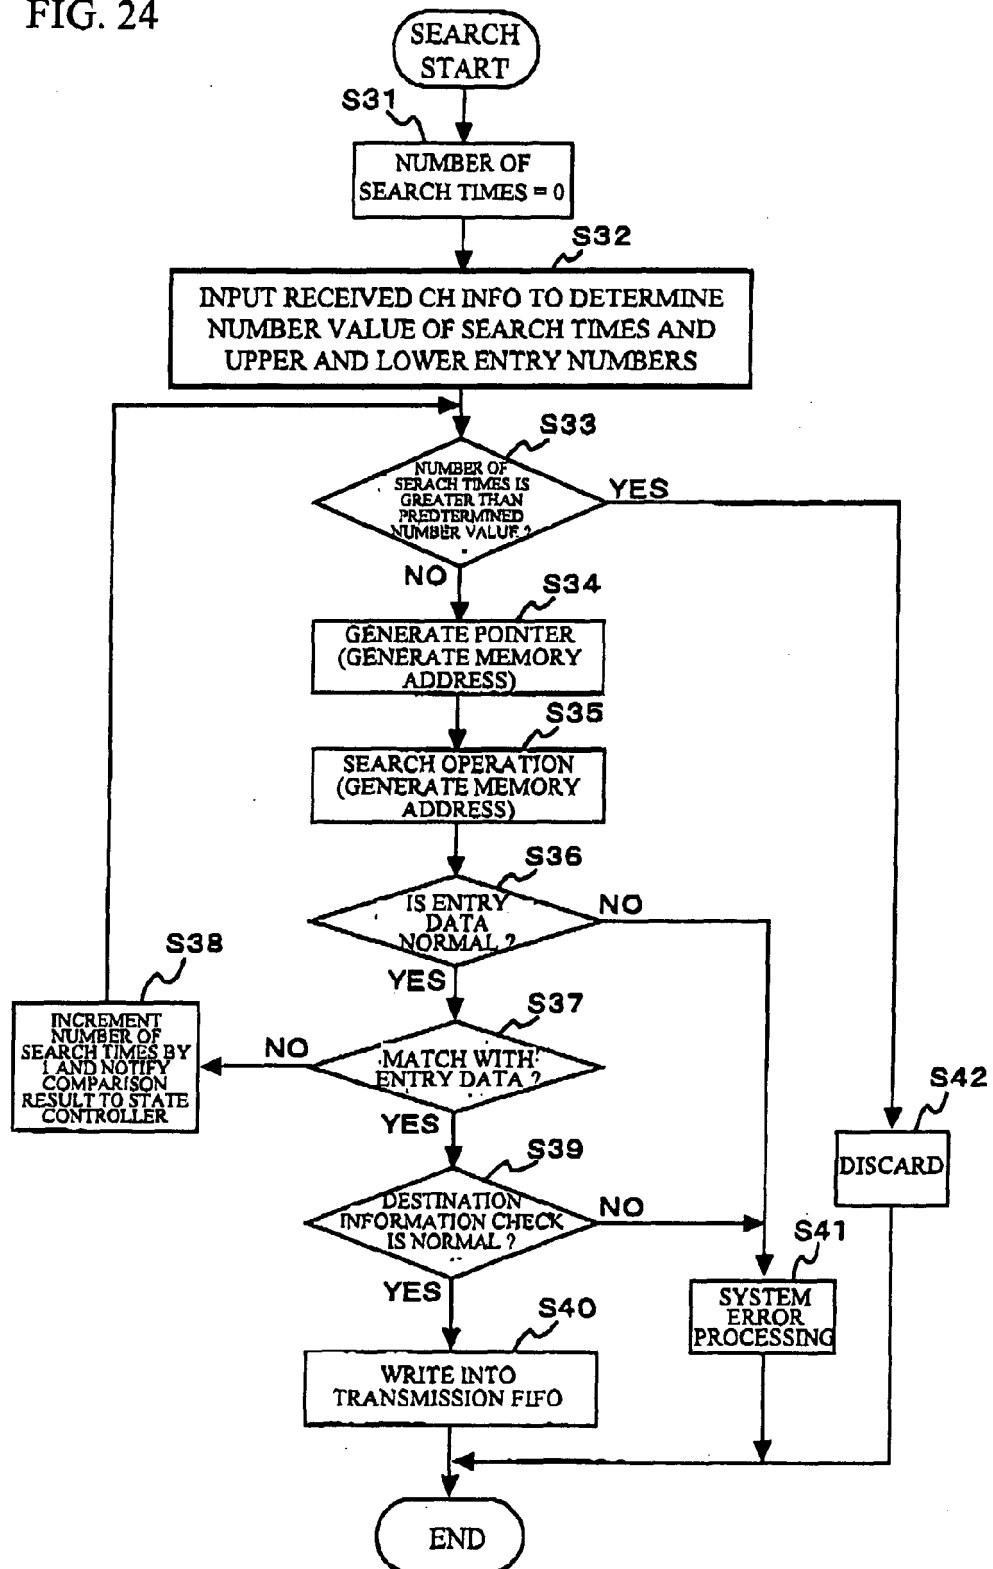 FIG. 24
SEARCH
START
S31
NUMBER OF
SEARCH TIMES = 0
S32
INPUT RECEIVED CH INFO TO DETERMINE
NUMBER VALUE OF SEARCH TIMES AND
UPPER AND LOWER ENTRY NUMBERS
S33
NUMBER OF
SERACH TIMES IS
GREATER THAN
PREDTERMINED
NUMBER VALUE ?
YES
NO
S34
GENERATE POINTER
(GENERATE MEMORY
ADDRESS)
S35
SEARCH OPERATION
(GENERATE MEMORY
ADDRESS)
S36
IS ENTRY
DATA
NORMAL ?
NO
YES
S38
INCREMENT
NUMBER OF
SEARCH TIMES BY
1 AND NOTIFY
COMPARISON
RESULT TO STATE
CONTROLLER
S37
MATCH WITH
ENTRY DATA ?
NO
YES
S39
DESTINATION
INFORMATION CHECK
IS NORMAL ?
NO
YES
S42
DISCARD
S41
SYSTEM
ERROR
PROCESSING
S40
WRITE INTO
TRANSMISSION FIFO
END